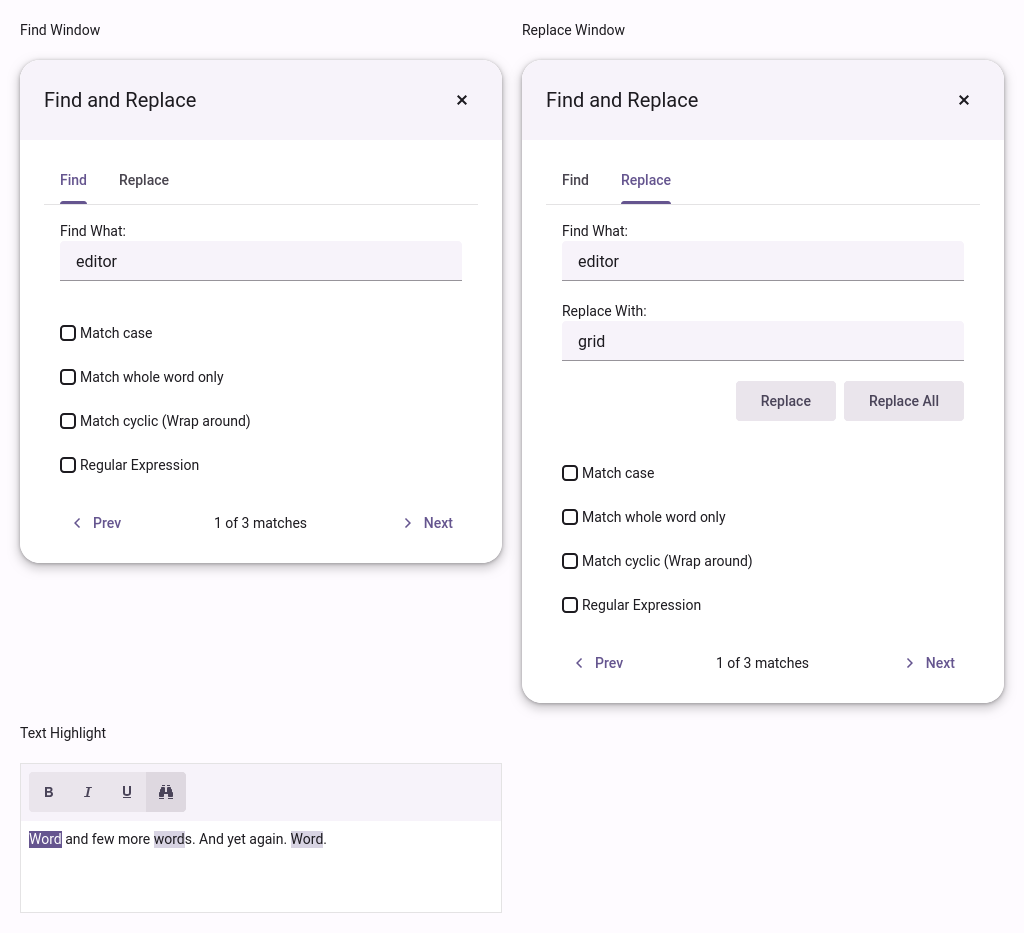 Find Window
Find and Replace
Find Replace
Find What:
editor
Match case
Match whole word only
Match cyclic (Wrap around)
Regular Expression
Prev 1 of 3 matches Next
Replace Window
Find and Replace
Find Replace
Find What:
editor
Replace With:
grid
Replace Replace All
Match case
Match whole word only
Match cyclic (Wrap around)
Regular Expression
Prev 1 of 3 matches Next
Text Highlight
B I U
Word and few more words. And yet again. Word.